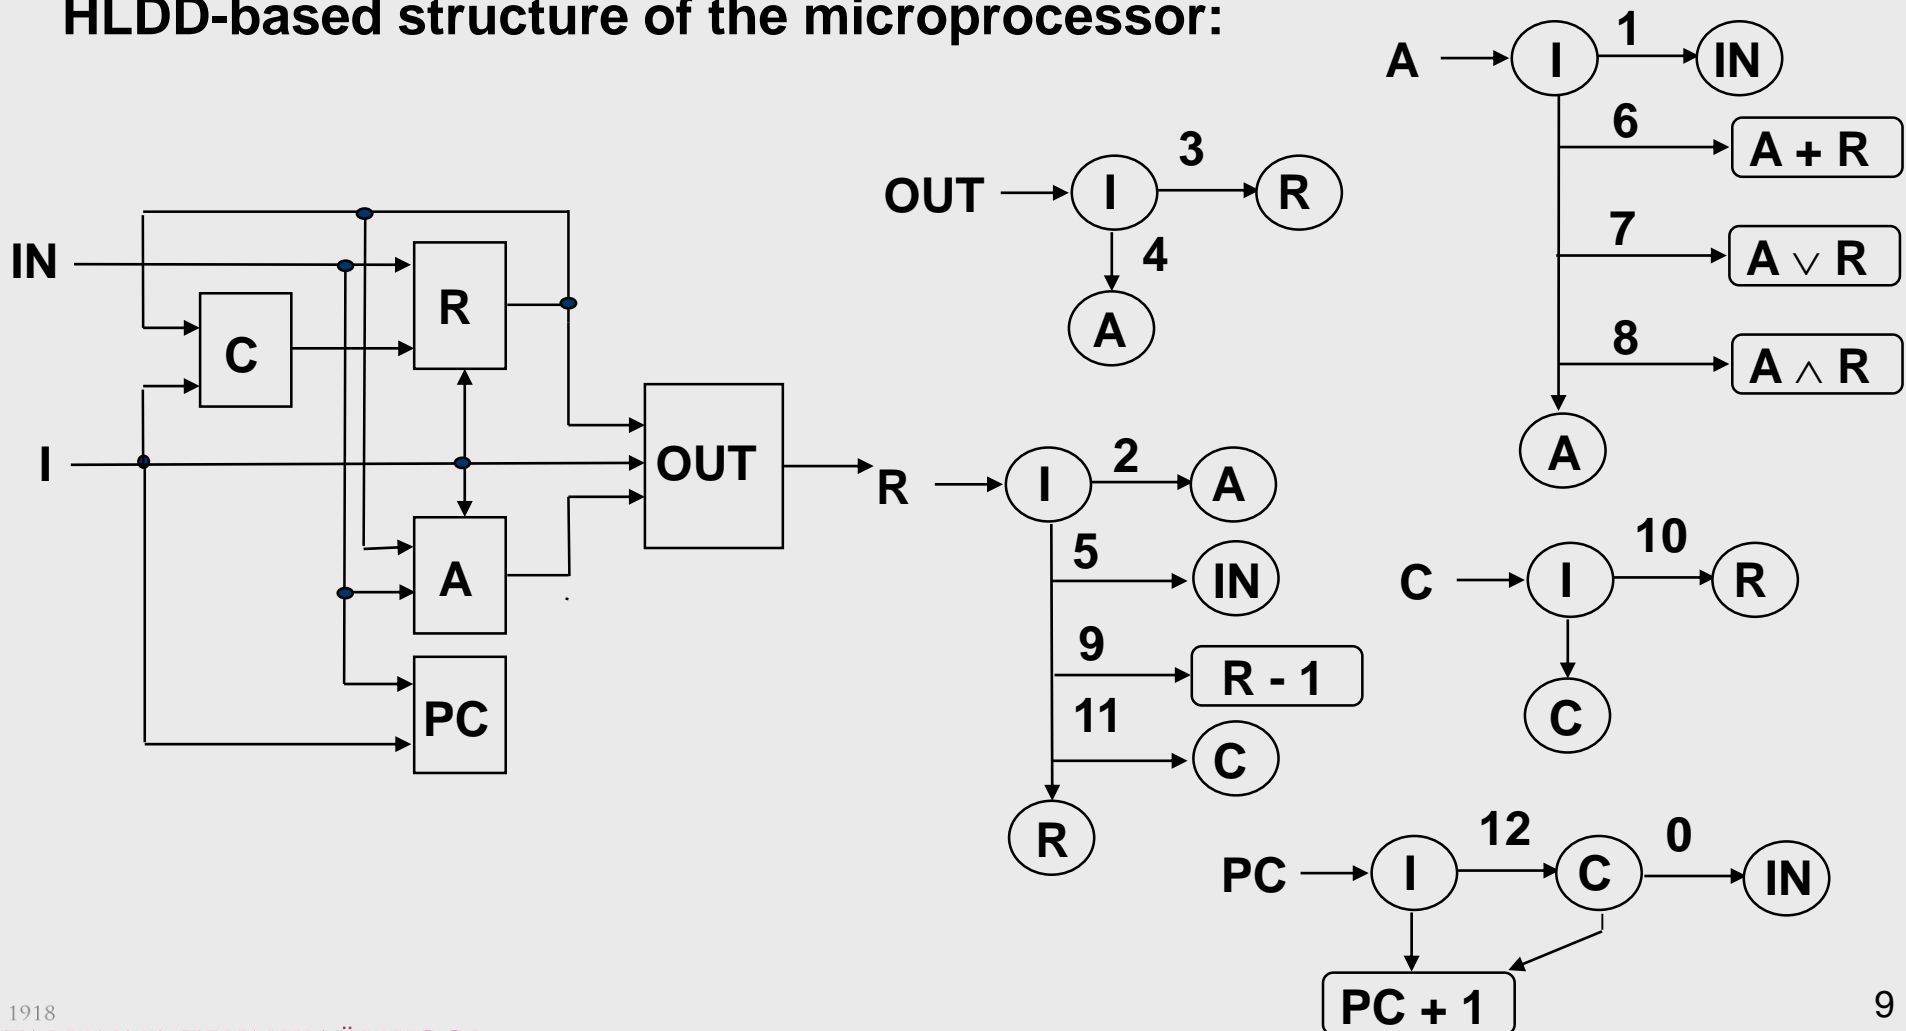 HLDD-based structure of the microprocessor:
IN
I
C
R
A
PC
OUT
OUT
I
3
R
4
A
A
I
1
IN
6
A + R
7
A ∨ R
8
A ∧ R
A
R
I
2
A
5
IN
9
R - 1
11
C
R
C
I
10
R
C
PC
I
12
C
0
IN
PC + 1
1918
9